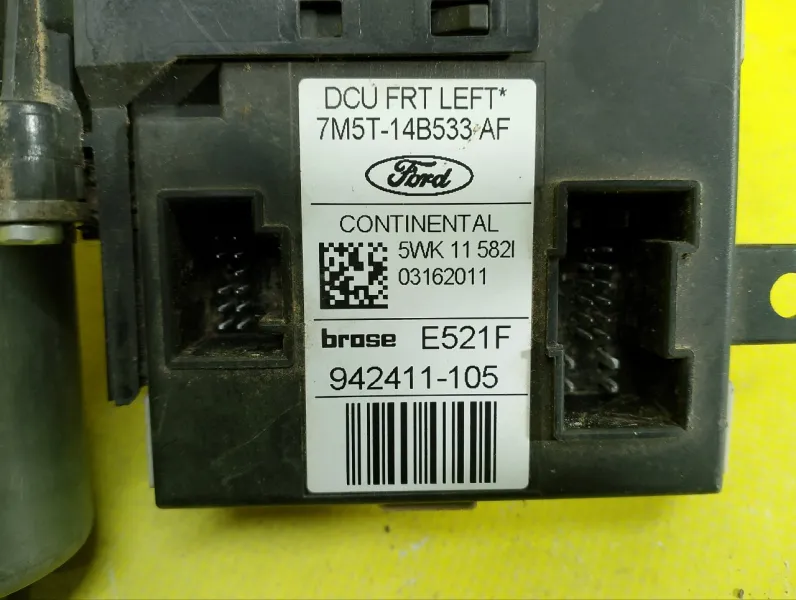 DCU FRT LEFT*
7M5T-14B533-AF
Ford
CONTINENTAL
5WK 11 582I
03162011
brose E521F
942411-105